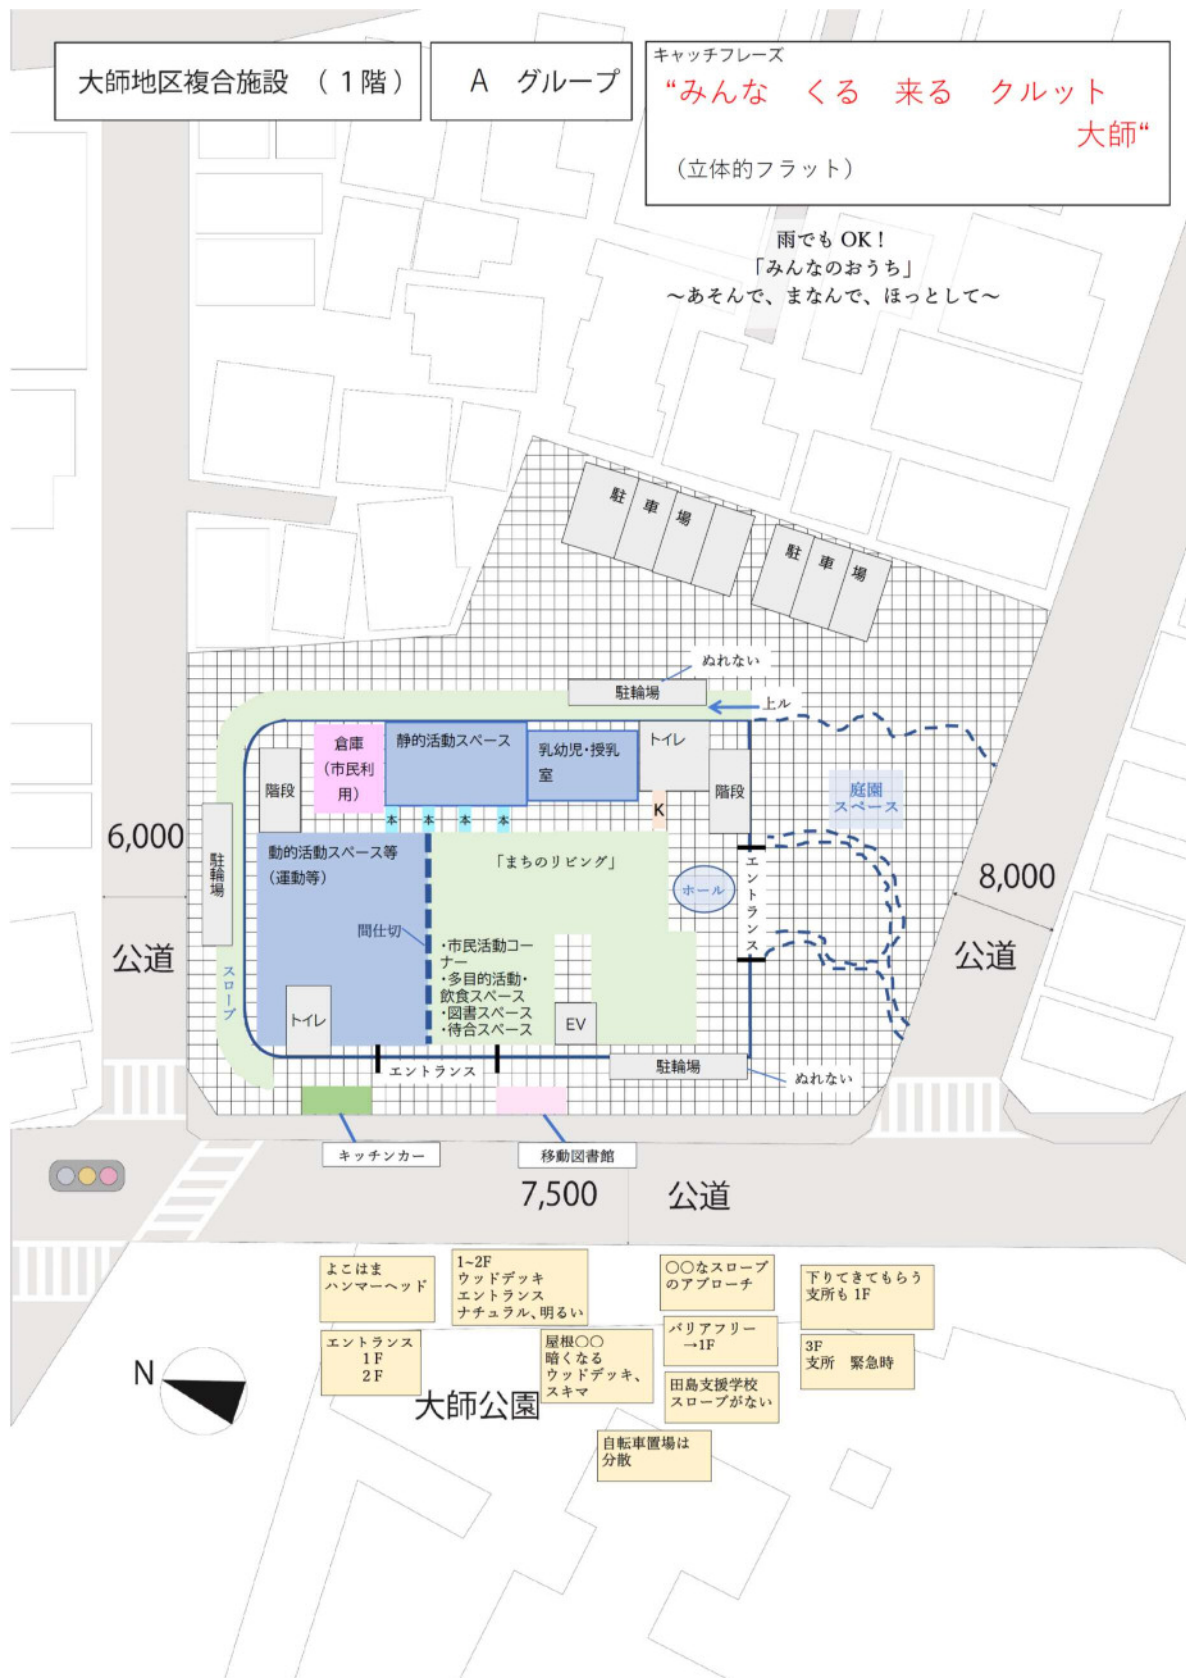 大師地区複合施設 （１階）
A グループ
キャッチフレーズ
“みんな くる 来る クルット
大師“
（立体的フラット）
雨でも OK！
「みんなのおうち」
～あそんで、まなんで、ほっとして～
駐 車 場
駐 車 場
ぬれない
駐輪場
上ル
倉庫
（市民利
用）
静的活動スペース
乳幼児・授乳
室
トイレ
階段
階段
庭園
スペース
本 本 本 本
K
6,000
公道
駐輪場
スロープ
動的活動スペース等
（運動等）
間仕切
「まちのリビング」
ホール
エントランス
8,000
公道
・市民活動コー
ナー
・多目的活動・
飲食スペース
・図書スペース
・待合スペース
トイレ
EV
エントランス
駐輪場
ぬれない
キッチンカー
移動図書館
7,500 公道
よこはま
ハンマーヘッド
1~2F
ウッドデッキ
エントランス
ナチュラル、明るい
〇〇なスロープ
のアプローチ
下りてきてもらう
支所も 1F
エントランス
1F
2F
屋根〇〇
暗くなる
ウッドデッキ、
スキマ
バリアフリー
→1F
3F
支所 緊急時
田島支援学校
スロープがない
自転車置場は
分散
N
大師公園